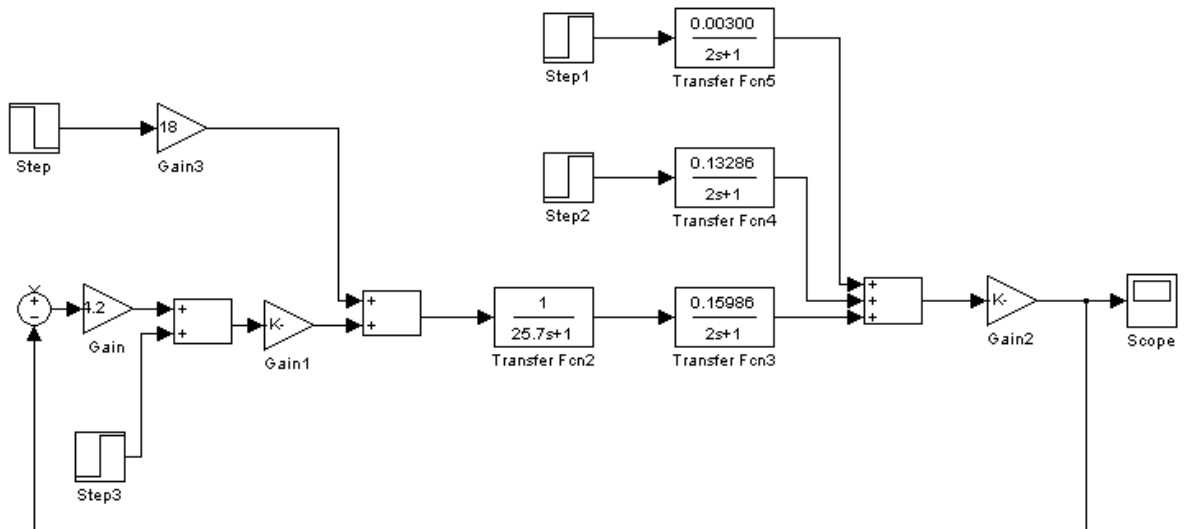 0.00300
2s+1
Step1
Transfer Fcn5
18
Step
Gain3
0.13286
2s+1
Step2
Transfer Fcn4
+
−
4.2
Gain
+
+
K-
Gain1
+
+
1
25.7s+1
Transfer Fcn2
0.15986
2s+1
Transfer Fcn3
+
+
+
K-
Gain2
Scope
Step3